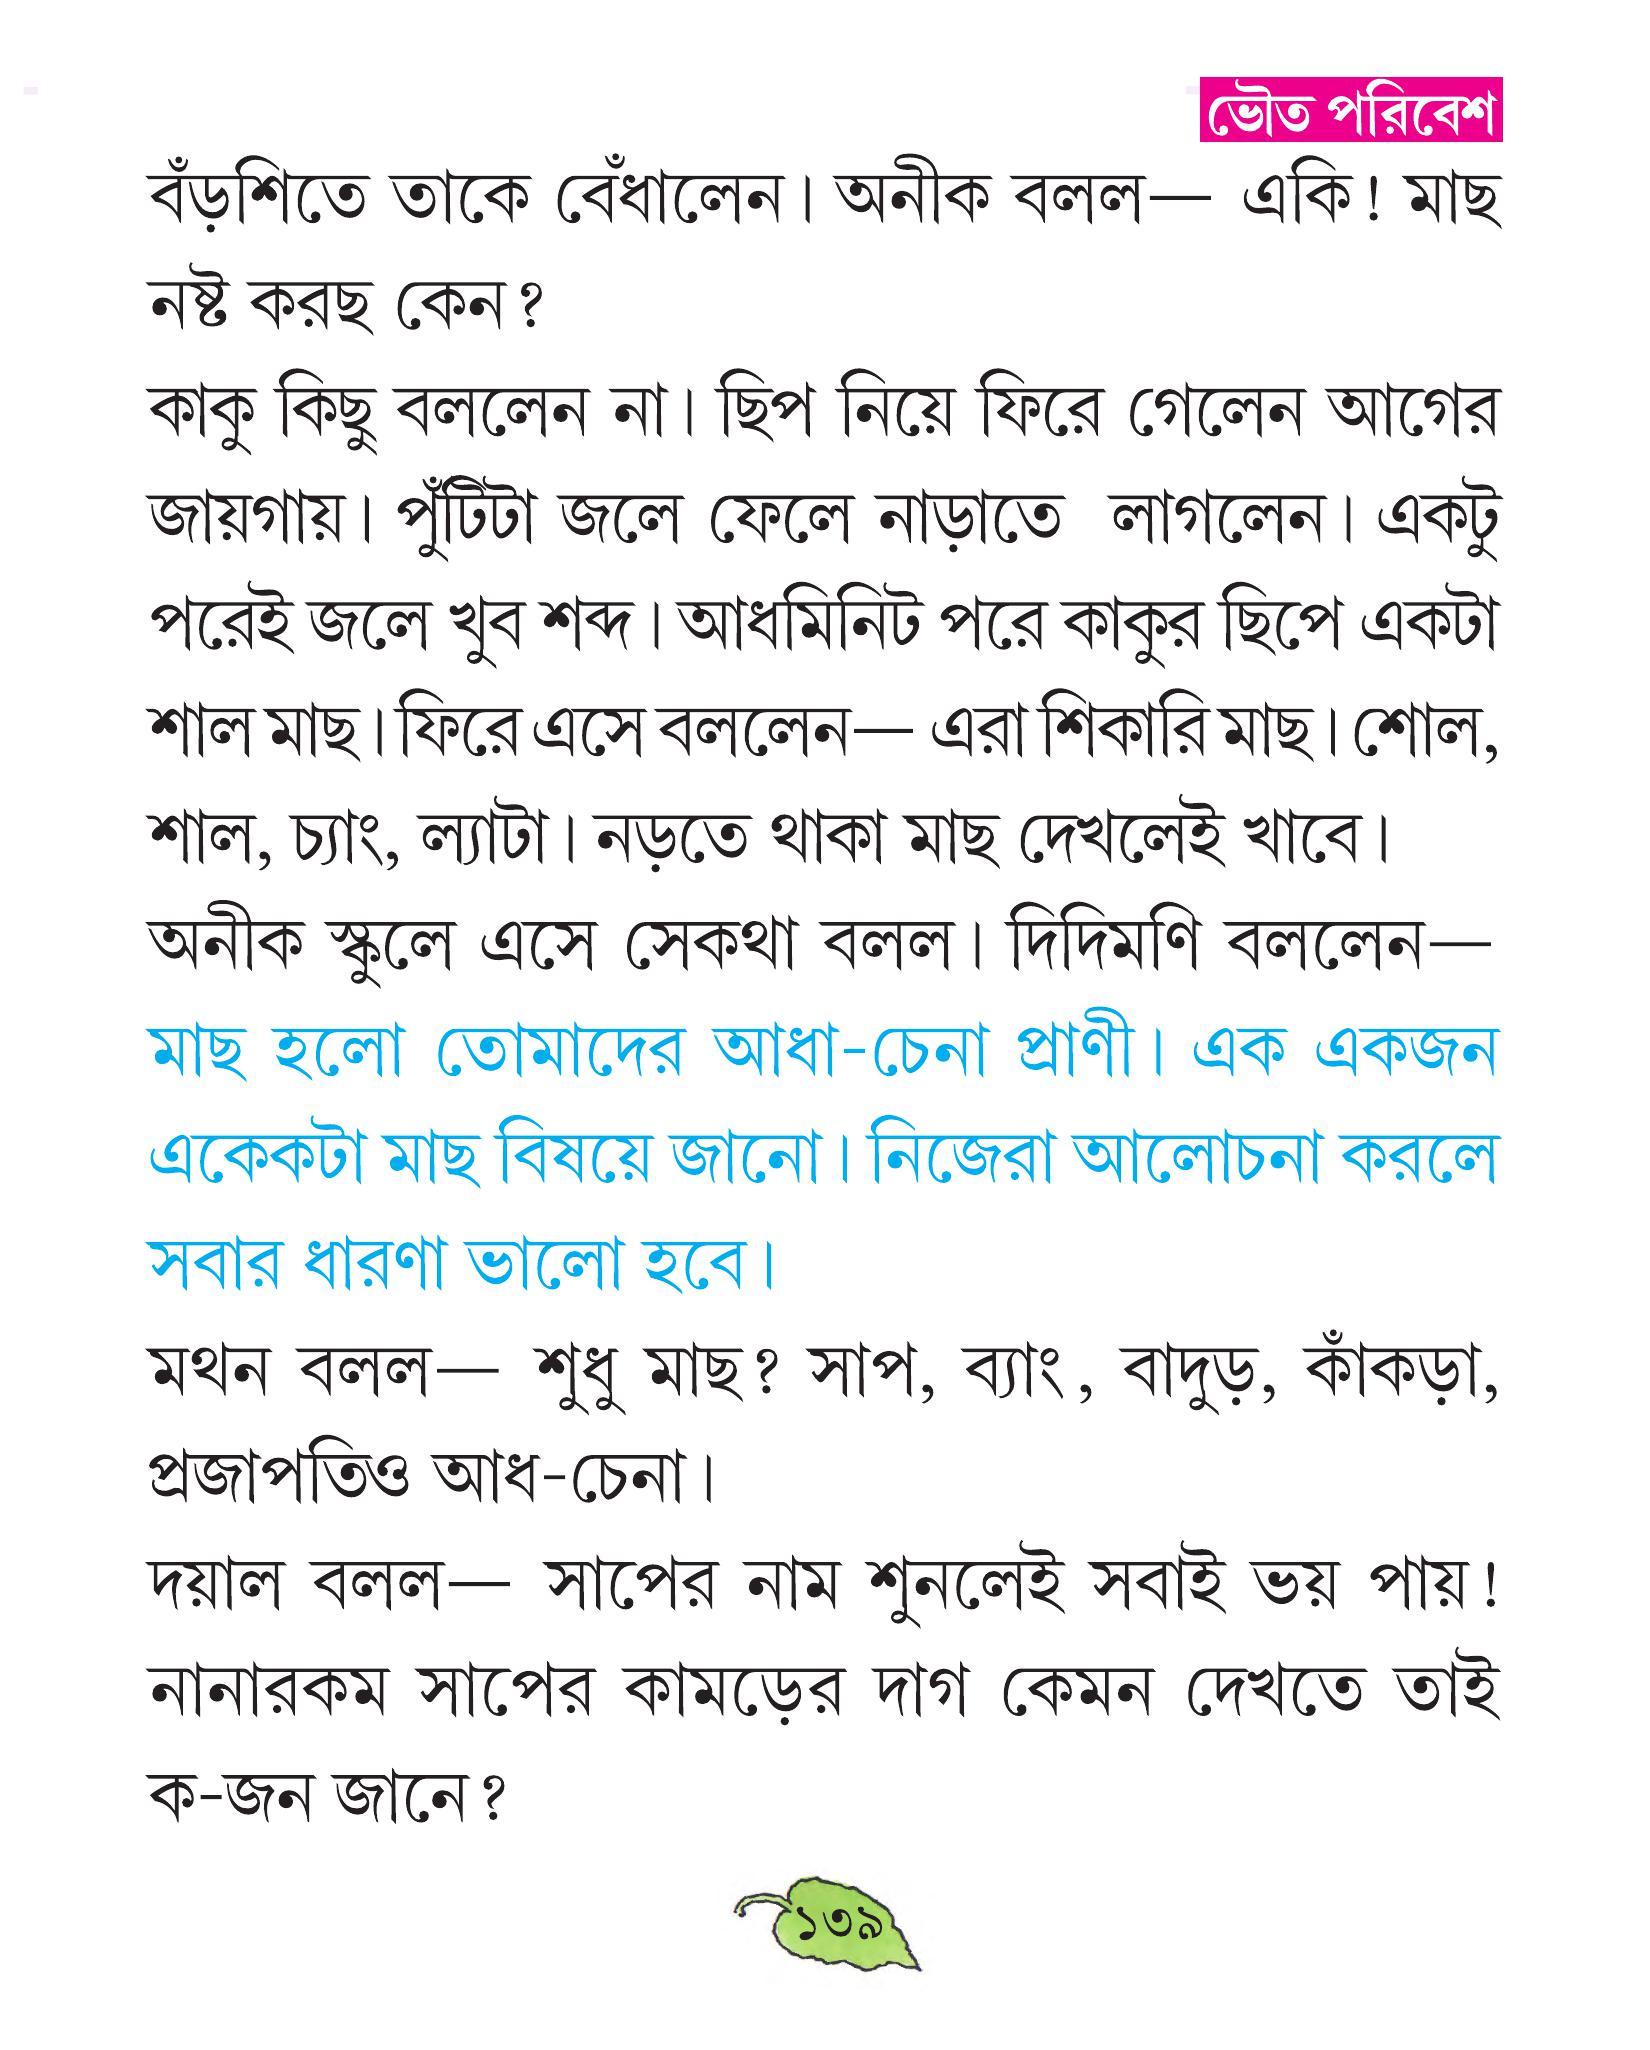 ভৌত পরিবেশ
বঁড়শিতে তাকে বেঁধালেন। অনীক বলল— একি! মাছ
নষ্ট করছ কেন?
কাকু কিছু বললেন না। ছিপ নিয়ে ফিরে গেলেন আগের
জায়গায়। পুঁটিটা জলে ফেলে নাড়াতে লাগলেন। একটু
পরেই জলে খুব শব্দ। আধমিনিট পরে কাকুর ছিপে একটা
শাল মাছ। ফিরে এসে বললেন— এরা শিকারি মাছ। শোল,
শাল, চ্যাং, ল্যাটা। নড়তে থাকা মাছ দেখলেই খাবে।
অনীক স্কুলে এসে সেকথা বলল। দিদিমণি বললেন—
মাছ হলো তোমাদের আধা-চেনা প্রাণী। এক একজন
একেকটা মাছ বিষয়ে জানো। নিজেরা আলোচনা করলে
সবার ধারণা ভালো হবে।
মথন বলল— শুধু মাছ? সাপ, ব্যাং, বাদুড়, কাঁকড়া,
প্রজাপতিও আধ-চেনা।
দয়াল বলল— সাপের নাম শুনলেই সবাই ভয় পায়!
নানারকম সাপের কামড়ের দাগ কেমন দেখতে তাই
ক-জন জানে?
১৩৯